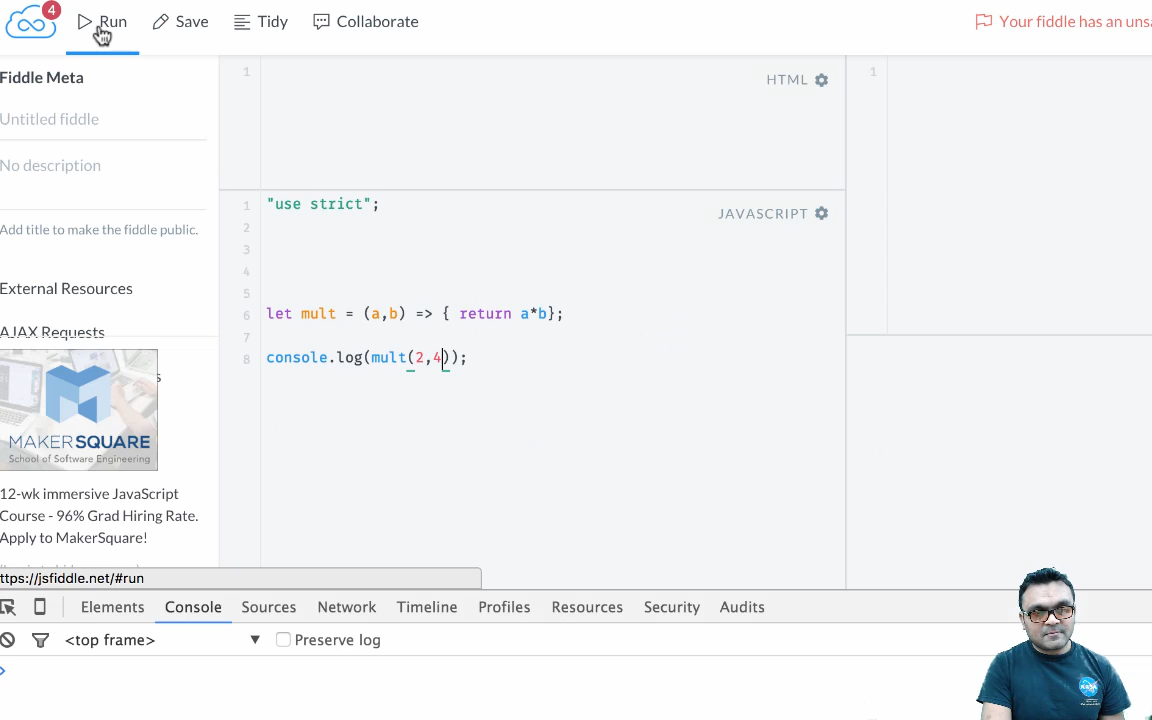 4
Run
Save
Tidy
Collaborate
Your fiddle has an
Fiddle Meta
Untitled fiddle
No description
Add title to make the fiddle public.
External Resources
AJAX Requests
s
MAKERSQUARE
School of Software Engineering
12-wk immersive JavaScript
Course - 96% Grad Hiring Rate.
Apply to MakerSquare!
1
HTML
1
1 "use strict";
JAVASCRIPT
2
3
4
5
6 let mult = (a,b) => { return a*b};
7
8 console.log(mult(2,4));
ttps://jsfiddle.net/#run
Elements Console Sources Network Timeline Profiles Resources Security Audits
<top frame> ▼ Preserve log
>
NASA